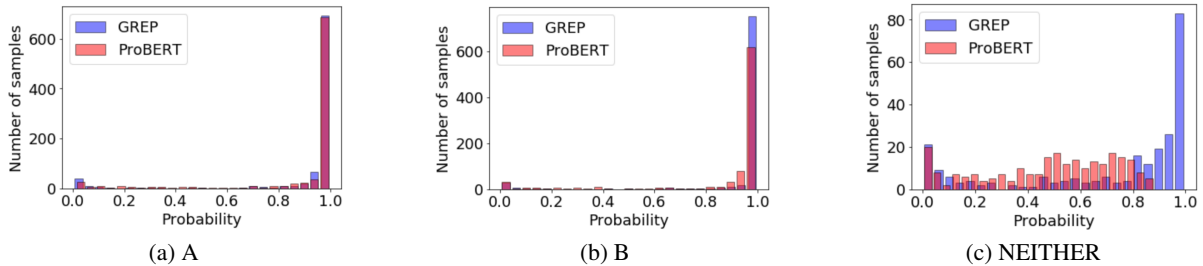 GREP
ProBERT
Number of samples
600
400
200
0
0.0 0.2 0.4 0.6 0.8 1.0
Probability
(a) A
GREP
ProBERT
Number of samples
600
400
200
0
0.0 0.2 0.4 0.6 0.8 1.0
Probability
(b) B
GREP
ProBERT
Number of samples
80
60
40
20
0
0.0 0.2 0.4 0.6 0.8 1.0
Probability
(c) NEITHER